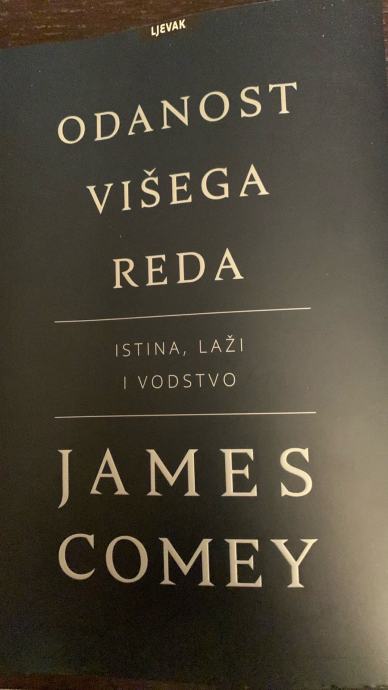 LJEVAK
ODANOST
VIŠEGA
REDA
ISTINA, LAŽI
I VODSTVO
JAMES
COMEY